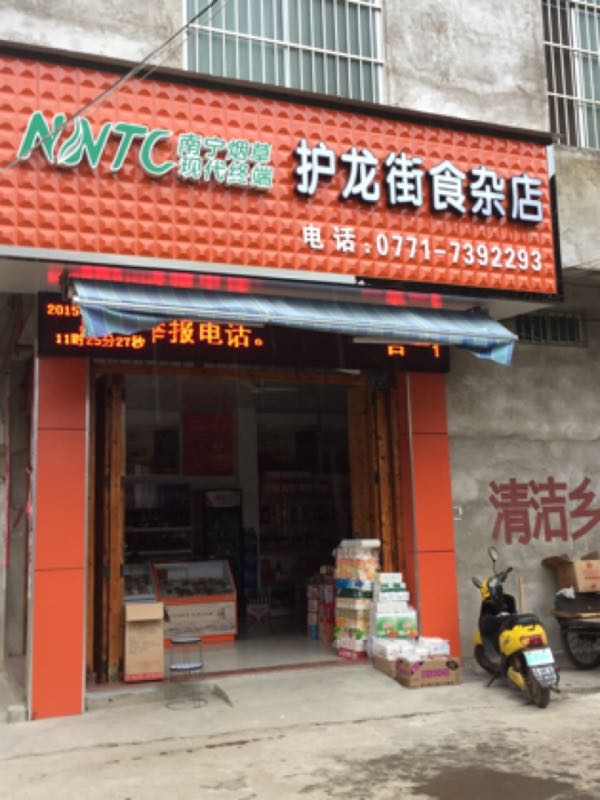 NNTC
南宁烟草
现代终端
护龙街食杂店
电话:0771-7392293
2015
11时25分27秒
举报电话。
清洁乡